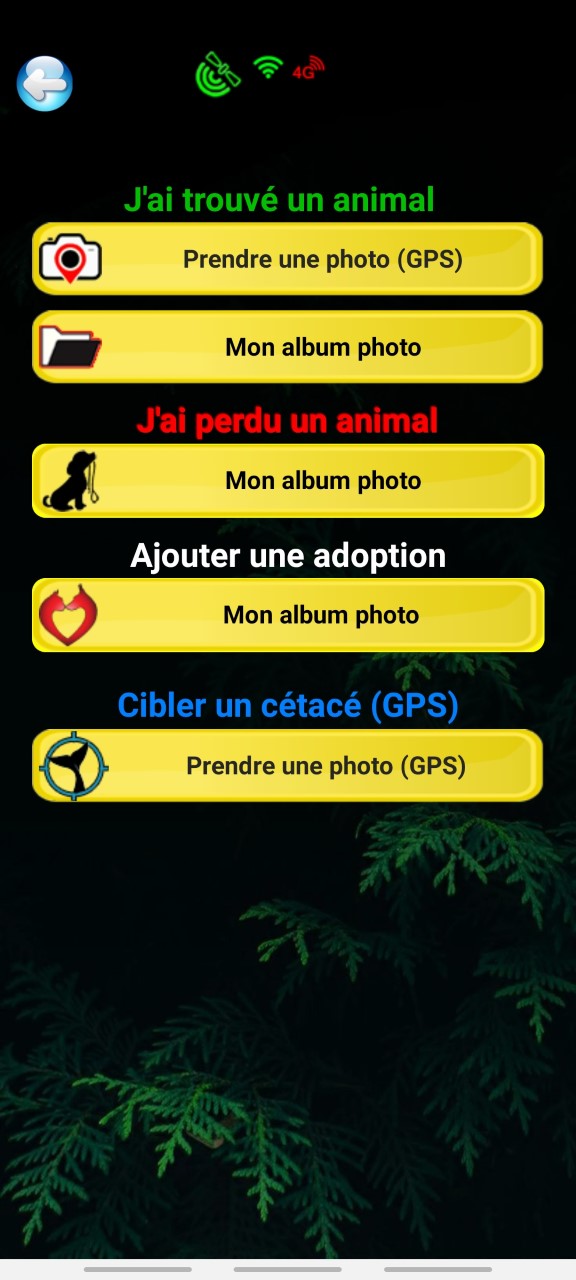 4G
J'ai trouvé un animal
Prendre une photo (GPS)
Mon album photo
J'ai perdu un animal
Mon album photo
Ajouter une adoption
Mon album photo
Cibler un cétacé (GPS)
Prendre une photo (GPS)